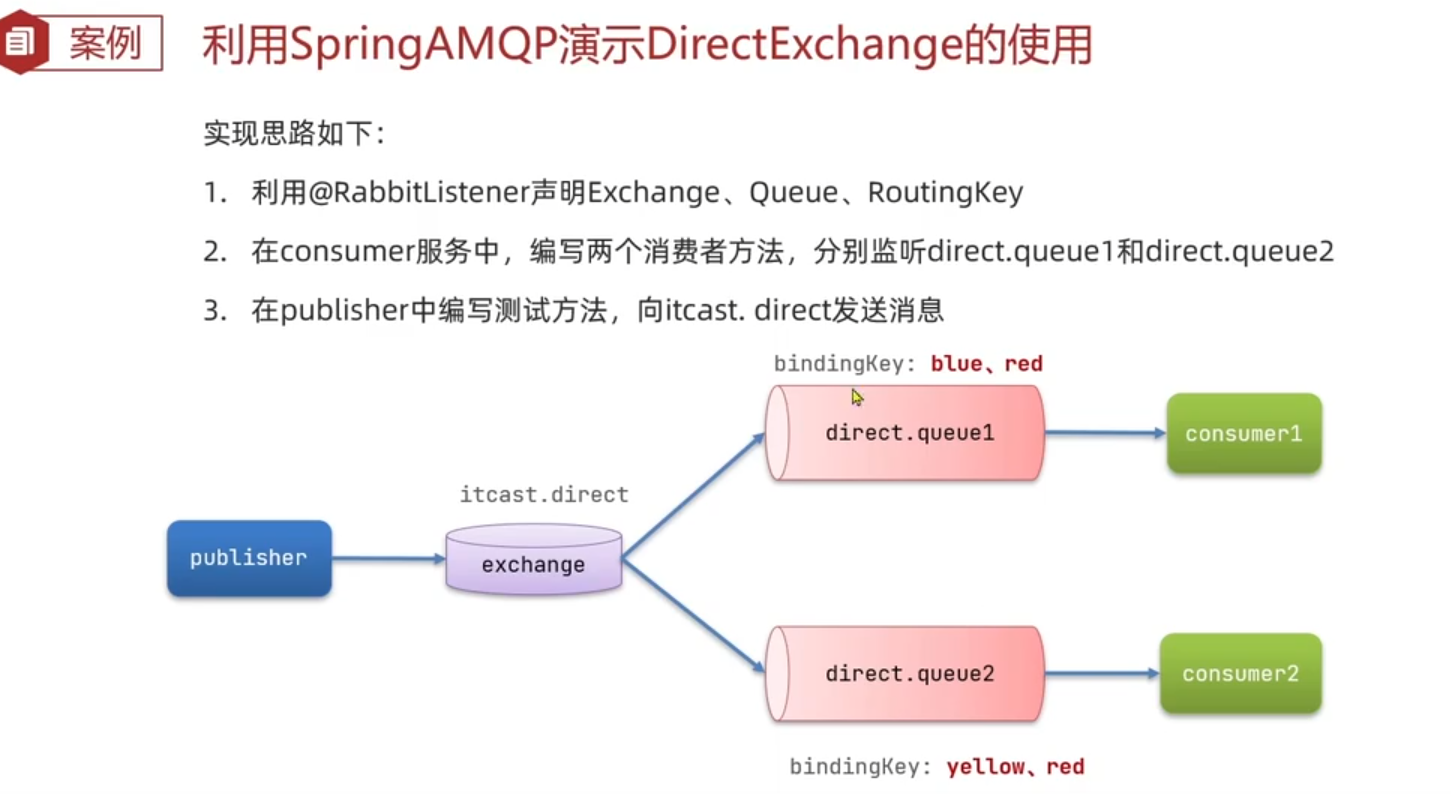 案例
利用SpringAMQP演示DirectExchange的使用
实现思路如下：
1. 利用@RabbitListener声明Exchange、Queue、RoutingKey
2. 在consumer服务中，编写两个消费者方法，分别监听direct.queue1和direct.queue2
3. 在publisher中编写测试方法，向itcast. direct发送消息
bindingKey: blue、red
direct.queue1
consumer1
itcast.direct
publisher
exchange
direct.queue2
consumer2
bindingKey: yellow、red